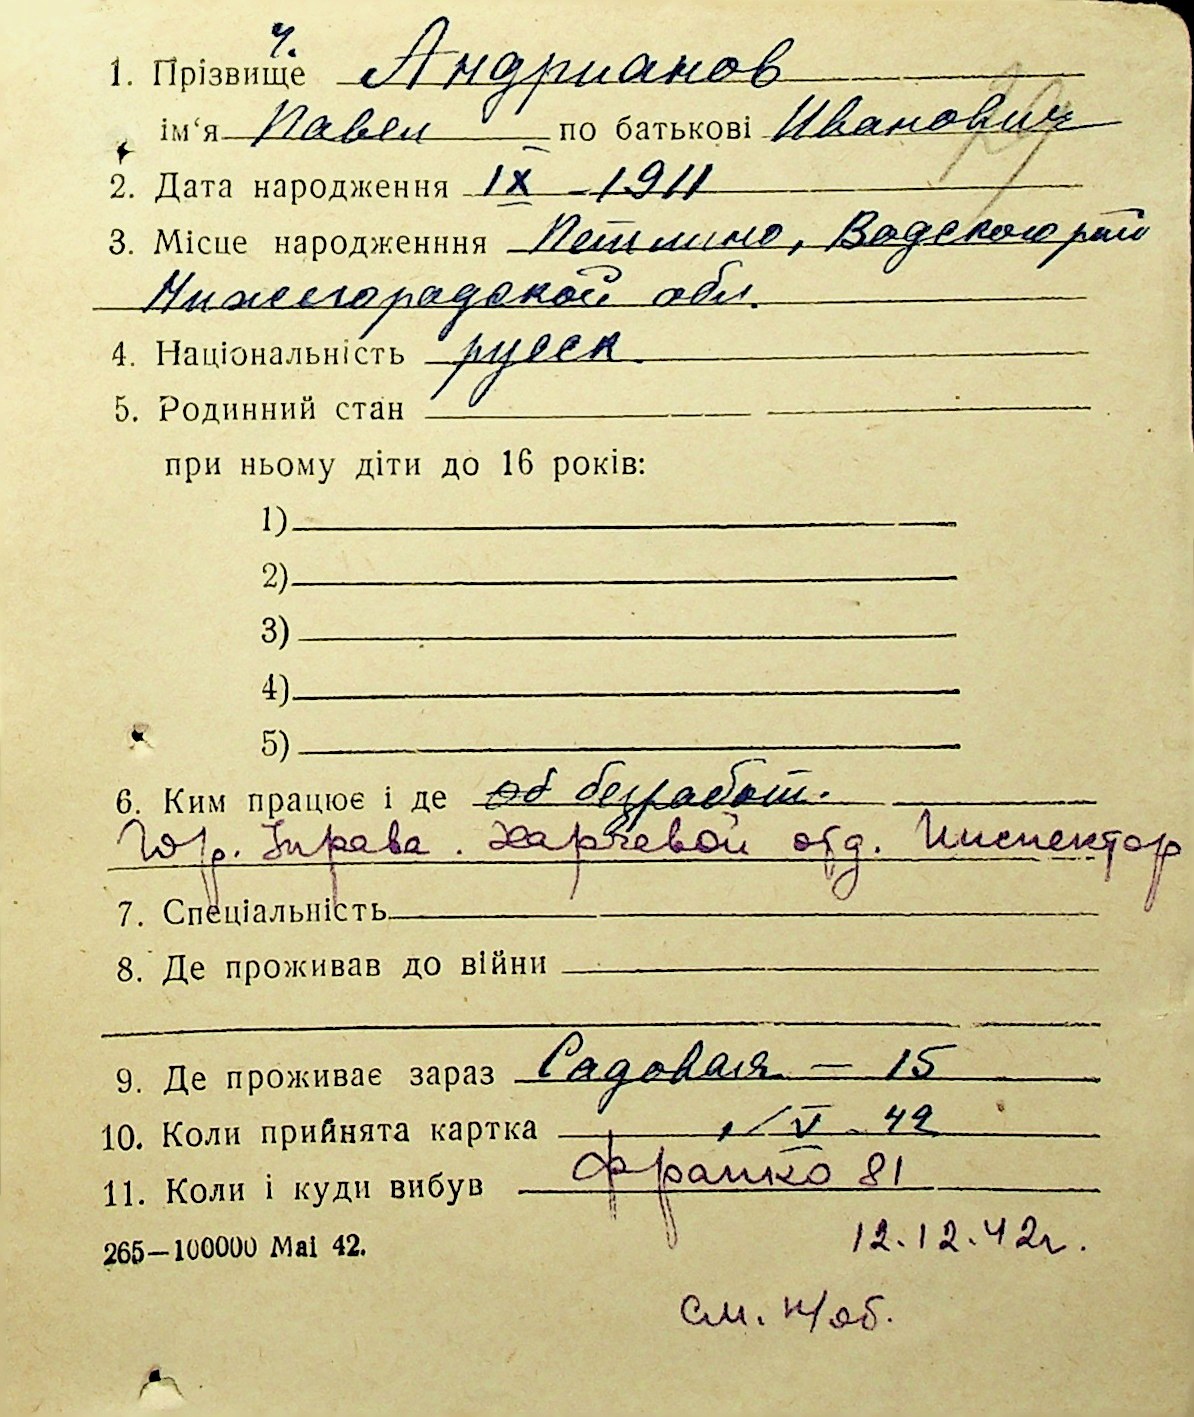 ч.
1. Прізвище Андрианов
ім‘я Павел по батькові Иванович
2. Дата народження IX - 1911
3. Місце народженння Петлино, Вадского
Нижегородской обл.
4. Національність русск.
5. Родинний стан
при ньому діти до 16 років:
1)
2)
3)
4)
5)
6. Ким працює і де безработ.
Гор. Управа. Харчевой отд. Инспектор
7. Спеціальність
8. Де проживав до війни
9. Де проживає зараз Садовая — 15
10. Коли прийнята картка V - 42
11. Коли і куди вибув Франко 81
265—100000 Mai 42.
12.12.42г.
См. н/об.